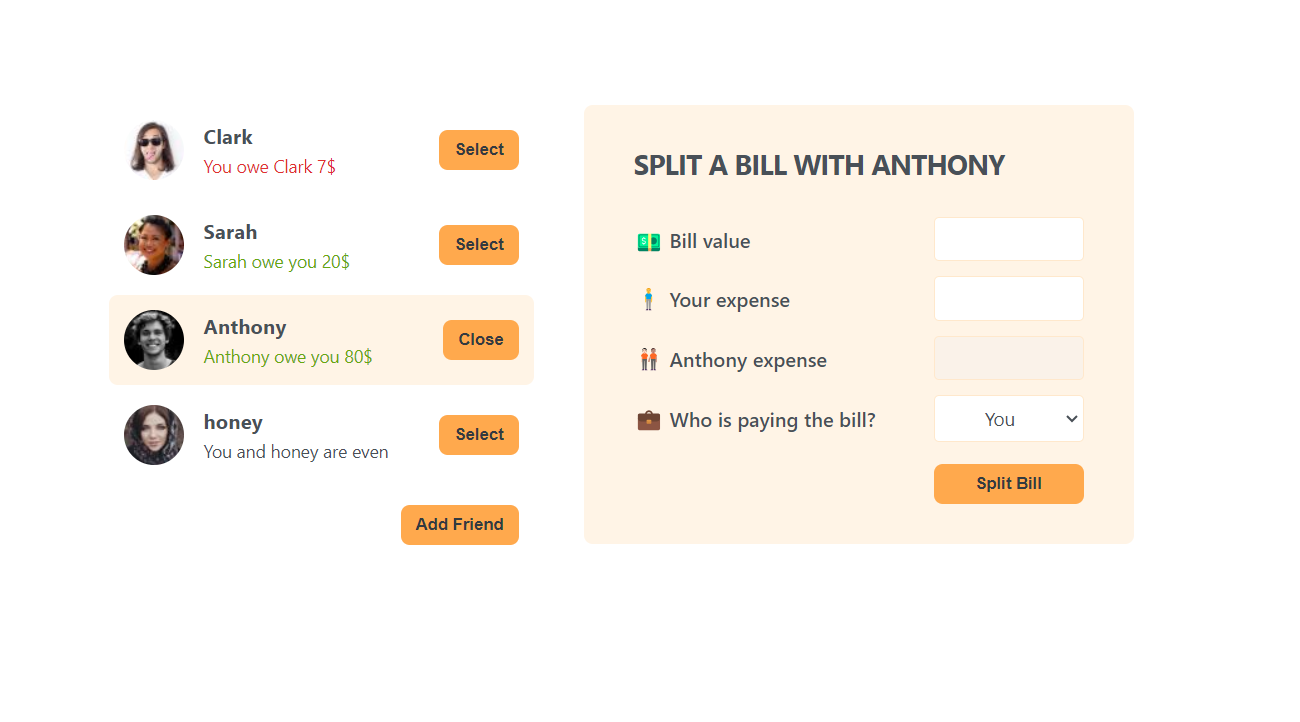 Clark
You owe Clark 7$
Select
Sarah
Sarah owe you 20$
Select
Anthony
Anthony owe you 80$
Close
honey
You and honey are even
Select
Add Friend
SPLIT A BILL WITH ANTHONY
💵 Bill value
🧍‍♂️ Your expense
🧑‍🤝‍🧑 Anthony expense
💼 Who is paying the bill?
You
Split Bill